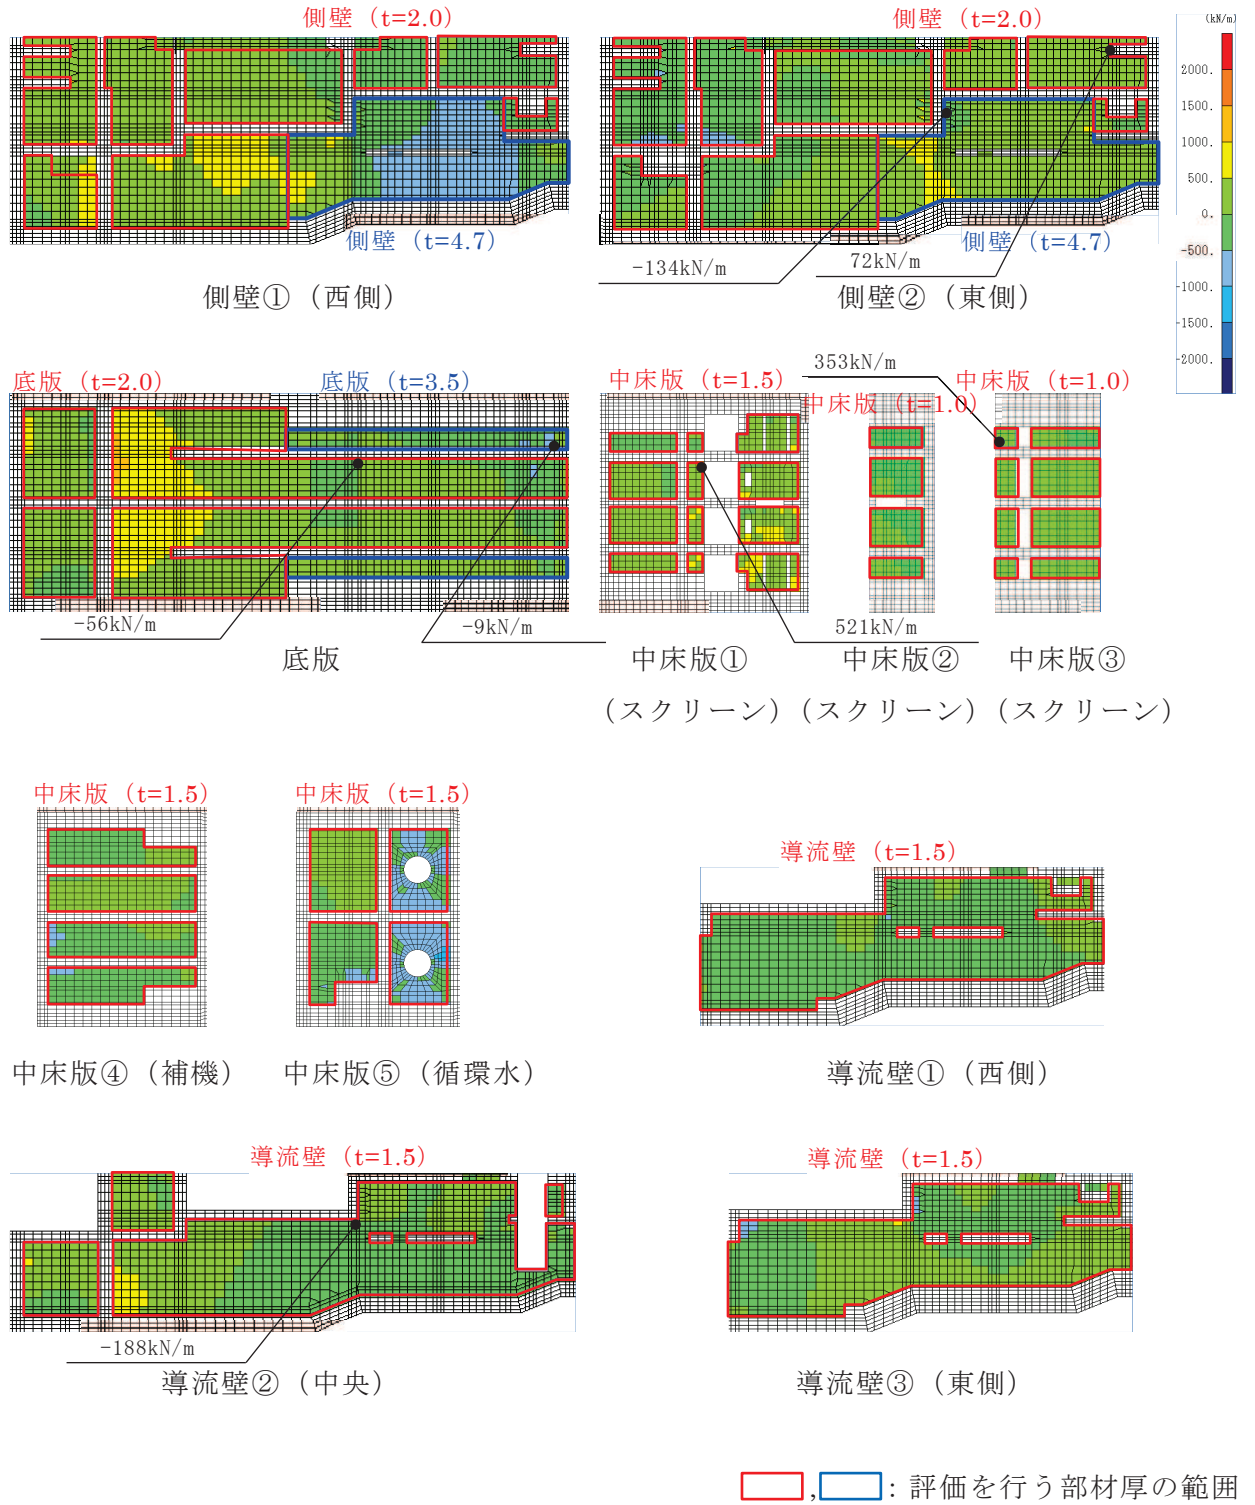 側壁（t=2.0）
側壁（t=2.0）
(kN/m)
2000.
1500.
1000.
500.
0.
-500.
-1000.
-1500.
-2000.
側壁（t=4.7）
側壁（t=4.7）
-134kN/m
72kN/m
側壁①（西側）
側壁②（東側）
底版（t=2.0）
底版（t=3.5）
中床版（t=1.5）
353kN/m
中床版（t=1.0）
中床版（t=1.0）
-56kN/m
-9kN/m
521kN/m
底版
中床版①
（スクリーン）
中床版②
（スクリーン）
中床版③
（スクリーン）
中床版（t=1.5）
中床版（t=1.5）
導流壁（t=1.5）
中床版④（補機）
中床版⑤（循環水）
導流壁①（西側）
導流壁（t=1.5）
導流壁（t=1.5）
-188kN/m
導流壁②（中央）
導流壁③（東側）
,
：評価を行う部材厚の範囲